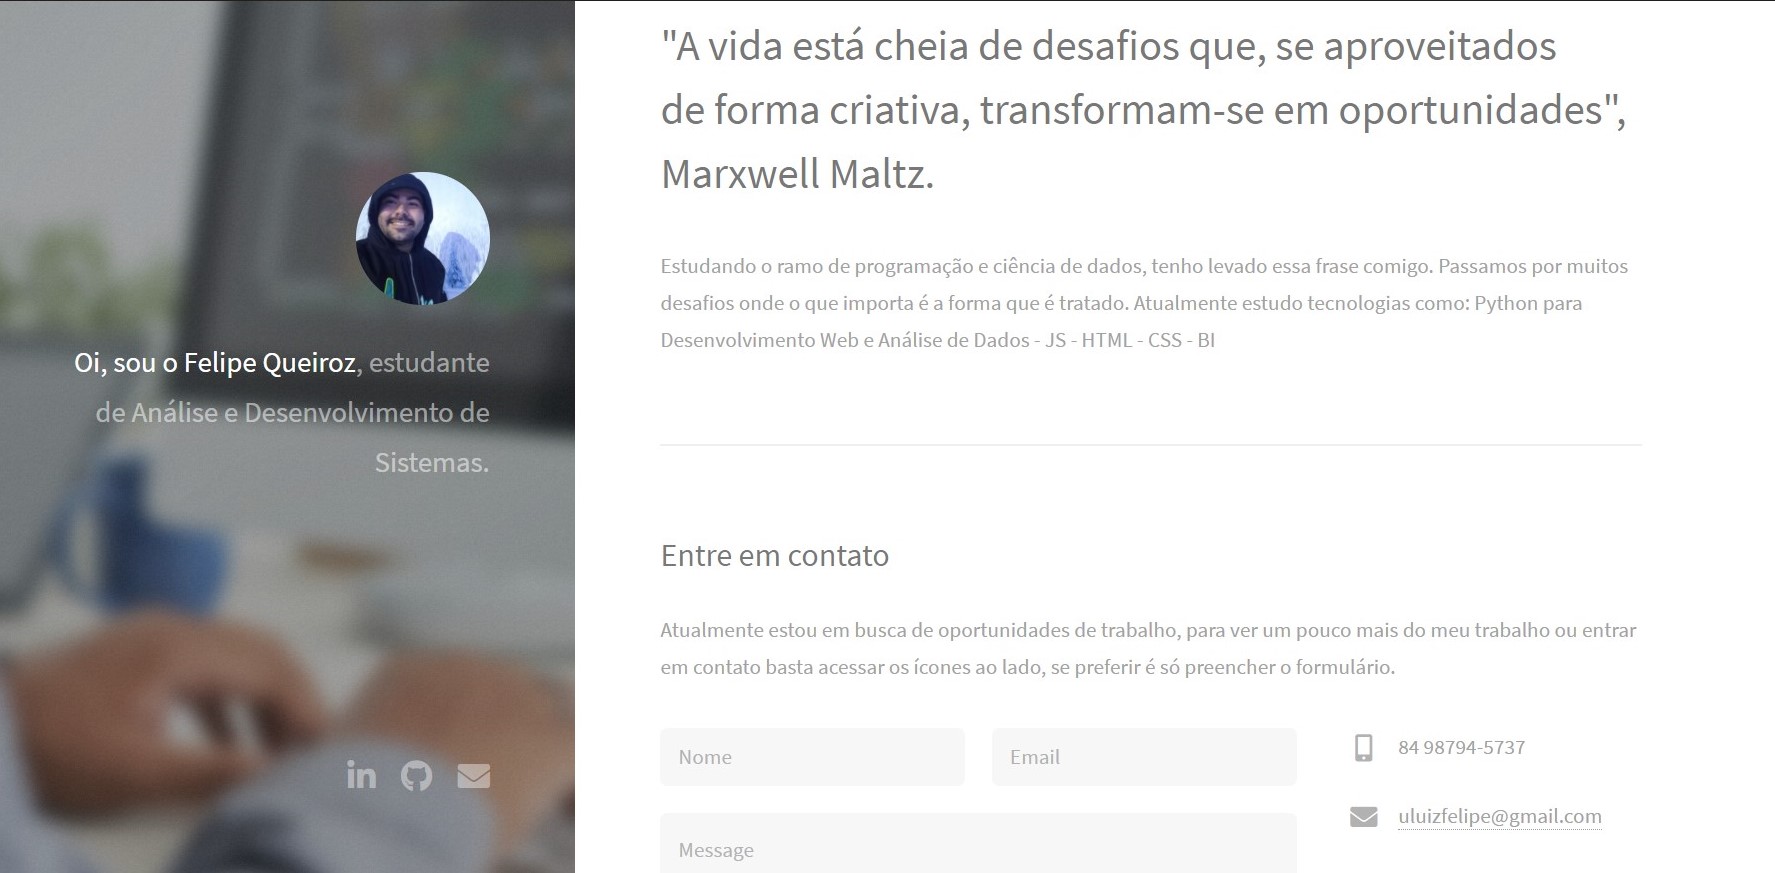 Oi, sou o Felipe Queiroz, estudante
de Análise e Desenvolvimento de
Sistemas.
"A vida está cheia de desafios que, se aproveitados
de forma criativa, transformam-se em oportunidades",
Marxwell Maltz.
Estudando o ramo de programação e ciência de dados, tenho levado essa frase comigo. Passamos por muitos
desafios onde o que importa é a forma que é tratado. Atualmente estudo tecnologias como: Python para
Desenvolvimento Web e Análise de Dados - JS - HTML - CSS - BI
Entre em contato
Atualmente estou em busca de oportunidades de trabalho, para ver um pouco mais do meu trabalho ou entrar
em contato basta acessar os ícones ao lado, se preferir é só preencher o formulário.
Nome
Email
Message
84 98794-5737
uluizfelipe@gmail.com